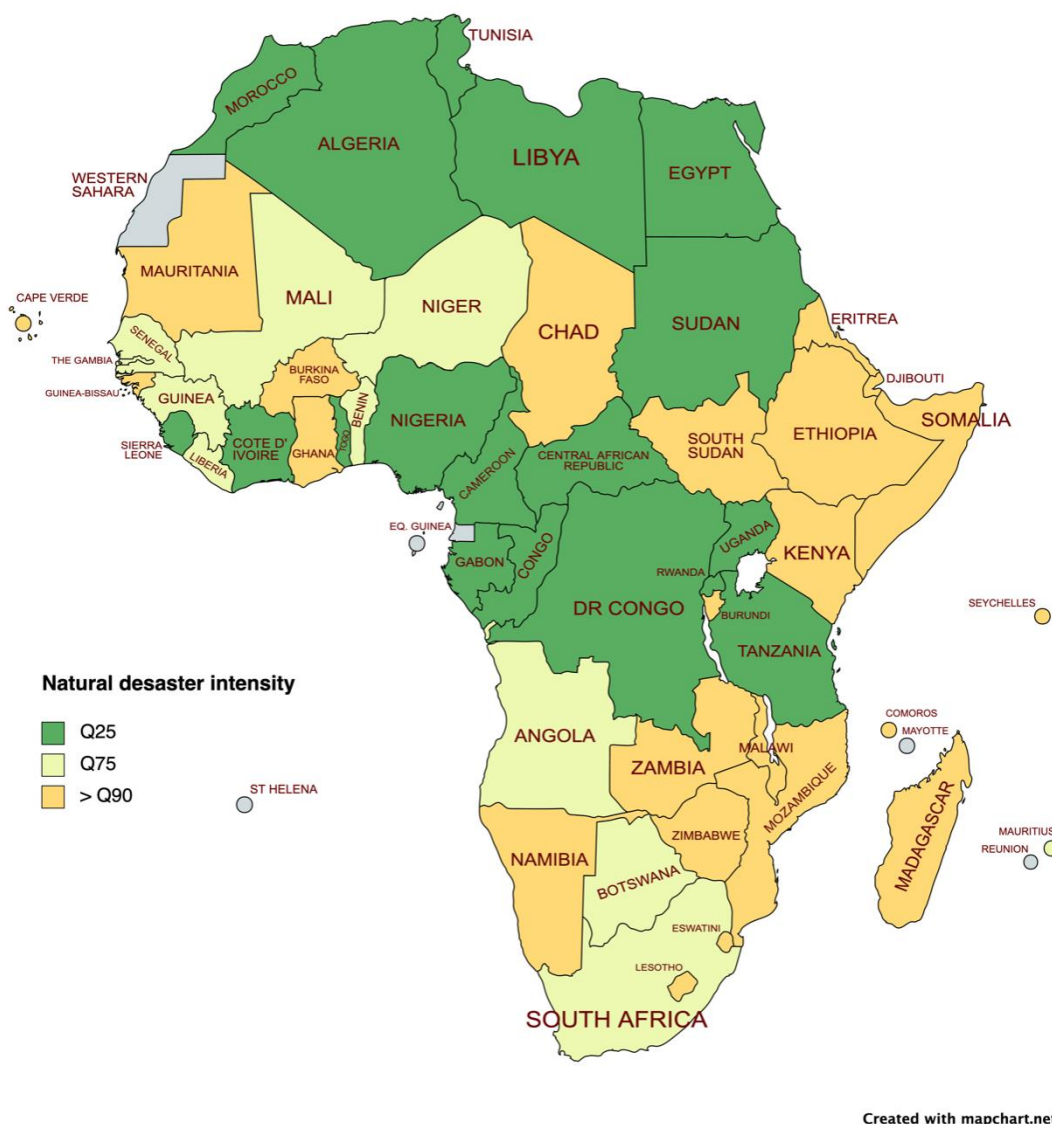 TUNISIA
MOROCCO
ALGERIA
LIBYA
EGYPT
WESTERN
SAHARA
MAURITANIA
MALI
NIGER
CHAD
SUDAN
ERITREA
CAPE VERDE
SENEGAL
THE GAMBIA
GUINEA-BISSAU
GUINEA
BURKINA
FASO
BENIN
NIGERIA
DJIBOUTI
SOMALIA
ETHIOPIA
SOUTH
SUDAN
SIERRA
LEONE
LIBERIA
COTE D'
IVOIRE
GHANA
TOGO
CAMEROON
CENTRAL AFRICAN
REPUBLIC
EQ. GUINEA
GABON
CONGO
UGANDA
KENYA
RWANDA
DR CONGO
BURUNDI
SEYCHELLES
TANZANIA
Natural desaster intensity
Q25
Q75
> Q90
ANGOLA
ZAMBIA
MALAWI
MOZAMBIQUE
COMOROS
MAYOTTE
ST HELENA
MADAGASCAR
MAURITIUS
REUNION
ZIMBABWE
NAMIBIA
BOTSWANA
ESWATINI
LESOTHO
SOUTH AFRICA
Created with mapchart.net